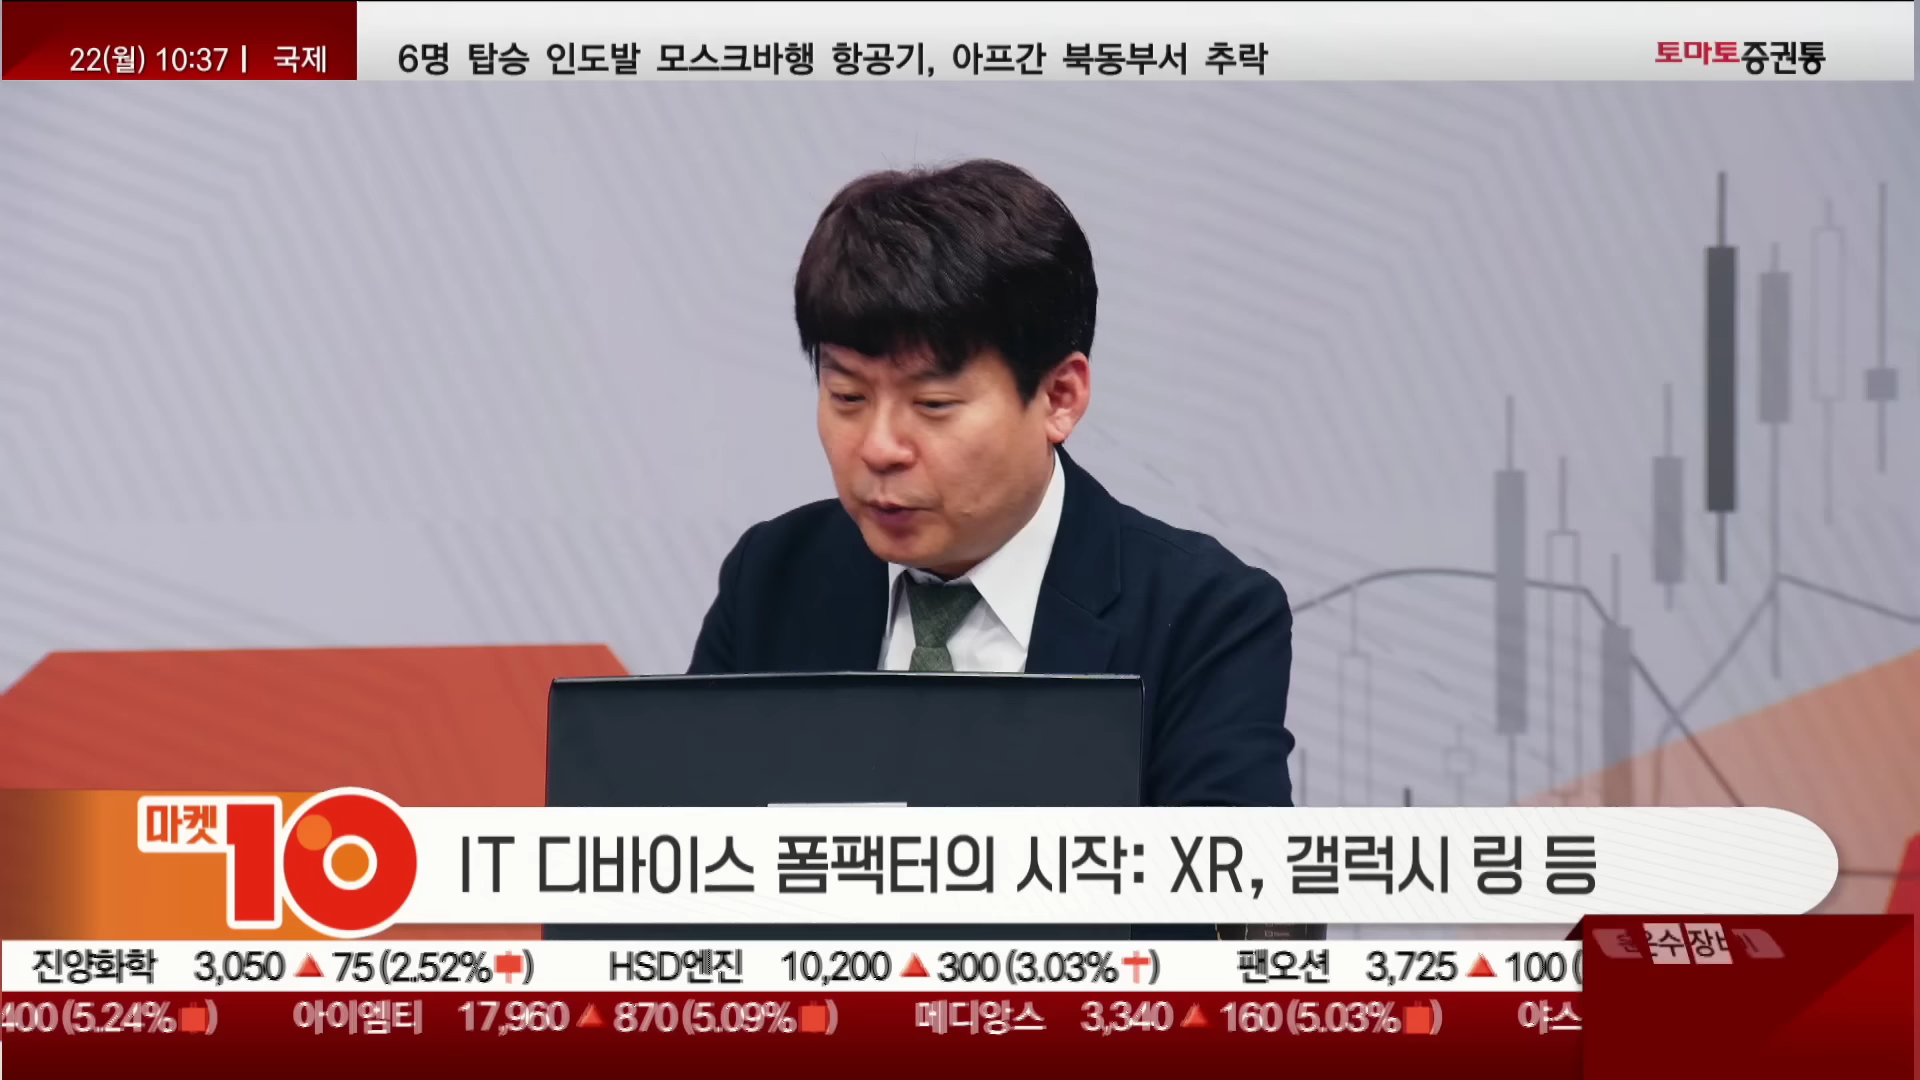 22(월) 10:37 | 국제
6명 탑승 인도발 모스크바행 항공기, 아프간 북동부서 추락
토마토증권통
마켓 10
IT 디바이스 폼팩터의 시작: XR, 갤럭시 링 등
진양화학 3,050 ▲ 75 (2.52%) HSD엔진 10,200 ▲ 300 (3.03%) 팬오션 3,725 ▲ 100 (
400 (5.24%) 아이엠티 17,960 ▲ 870 (5.09%) 메디앙스 3,340 ▲ 160 (5.03%) 야스